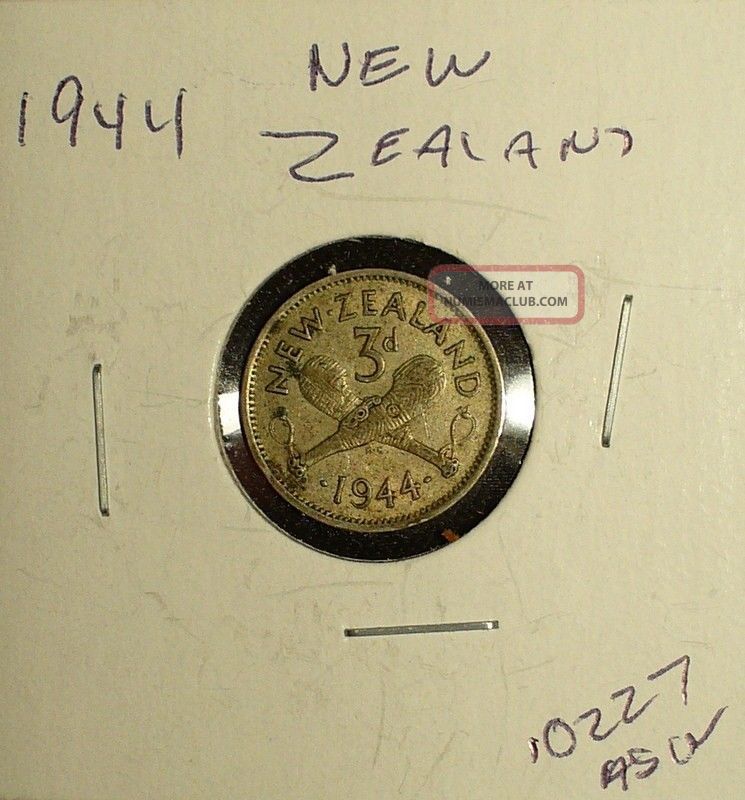 1944
NEW
ZEALAND
MORE AT
NUMISMACLUB.COM
NEW · ZEALAND
3d
· 1944 ·
.0227
ASW